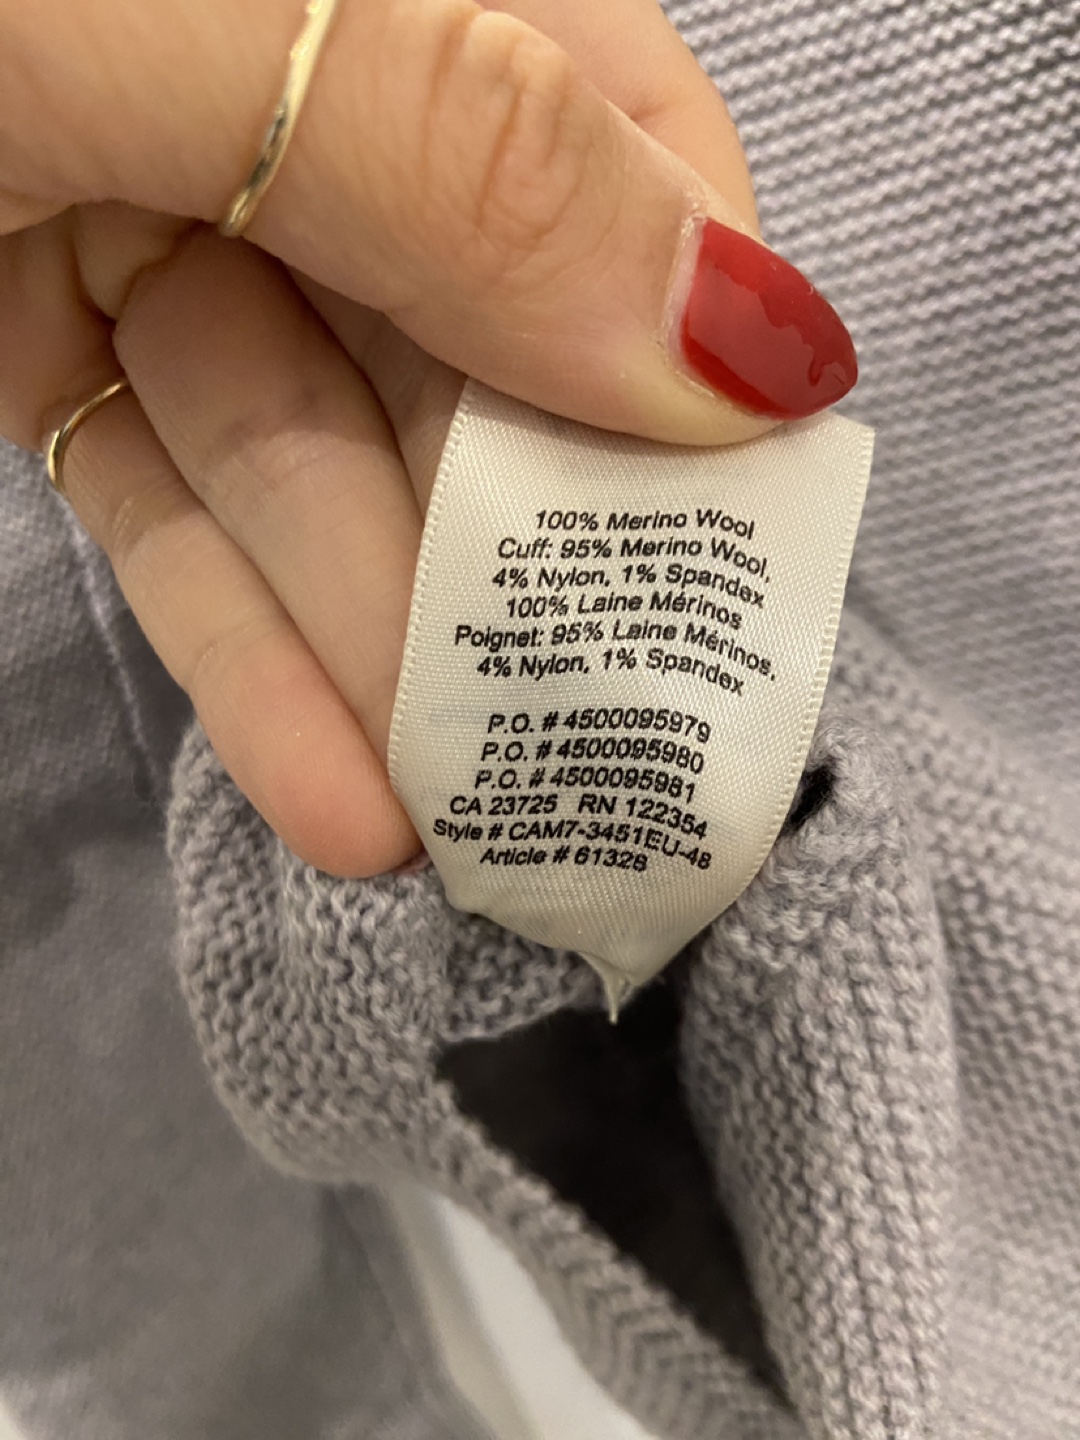 100% Merino Wool
Cuff: 95% Merino Wool,
4% Nylon, 1% Spandex
100% Laine Mérinos
Poignet: 95% Laine Mérinos,
4% Nylon, 1% Spandex
P.O. # 4500095979
P.O. # 4500095980
P.O. # 4500095981
CA 23725 RN 122354
Style # CAM7-3451EU-48
Article # 61328